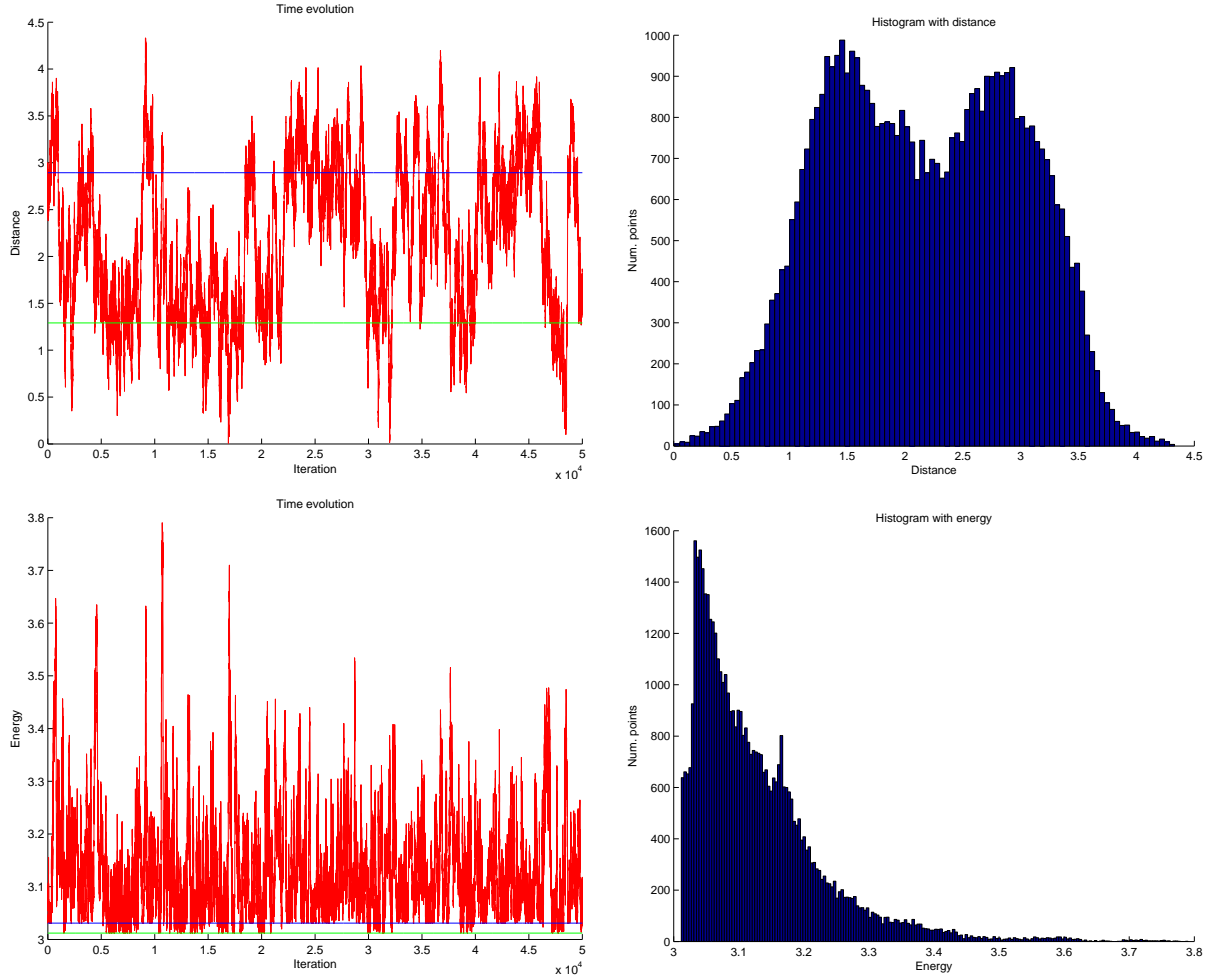 Time evolution
4.5
4
3.5
3
2.5
2
1.5
1
0.5
0
Distance
0 0.5 1 1.5 2 2.5 3 3.5 4 4.5 5
Iteration
x 10^4
Histogram with distance
1000
900
800
700
600
500
400
300
200
100
0
Num. points
0 0.5 1 1.5 2 2.5 3 3.5 4 4.5
Distance
Time evolution
3.8
3.7
3.6
3.5
3.4
3.3
3.2
3.1
3
Energy
0 0.5 1 1.5 2 2.5 3 3.5 4 4.5 5
Iteration
x 10^4
Histogram with energy
1600
1400
1200
1000
800
600
400
200
0
Num. points
3 3.1 3.2 3.3 3.4 3.5 3.6 3.7 3.8
Energy